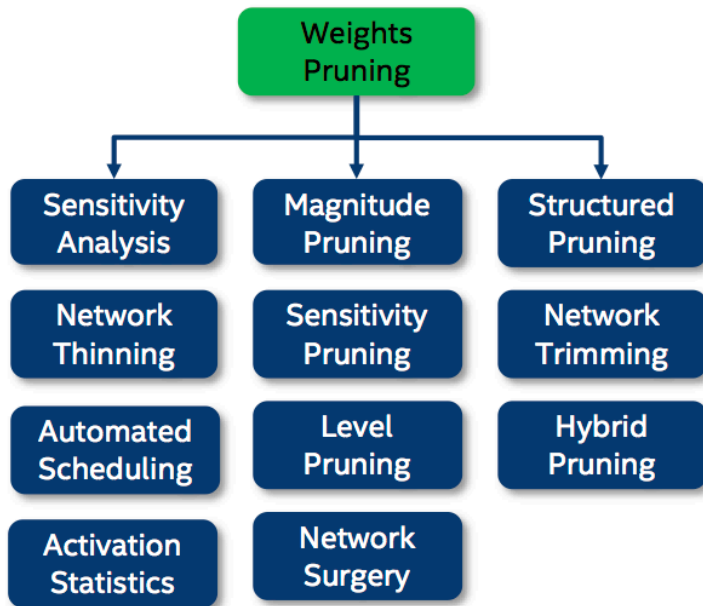 Weights
Pruning
Sensitivity
Analysis
Magnitude
Pruning
Structured
Pruning
Network
Thinning
Sensitivity
Pruning
Network
Trimming
Automated
Scheduling
Level
Pruning
Hybrid
Pruning
Activation
Statistics
Network
Surgery